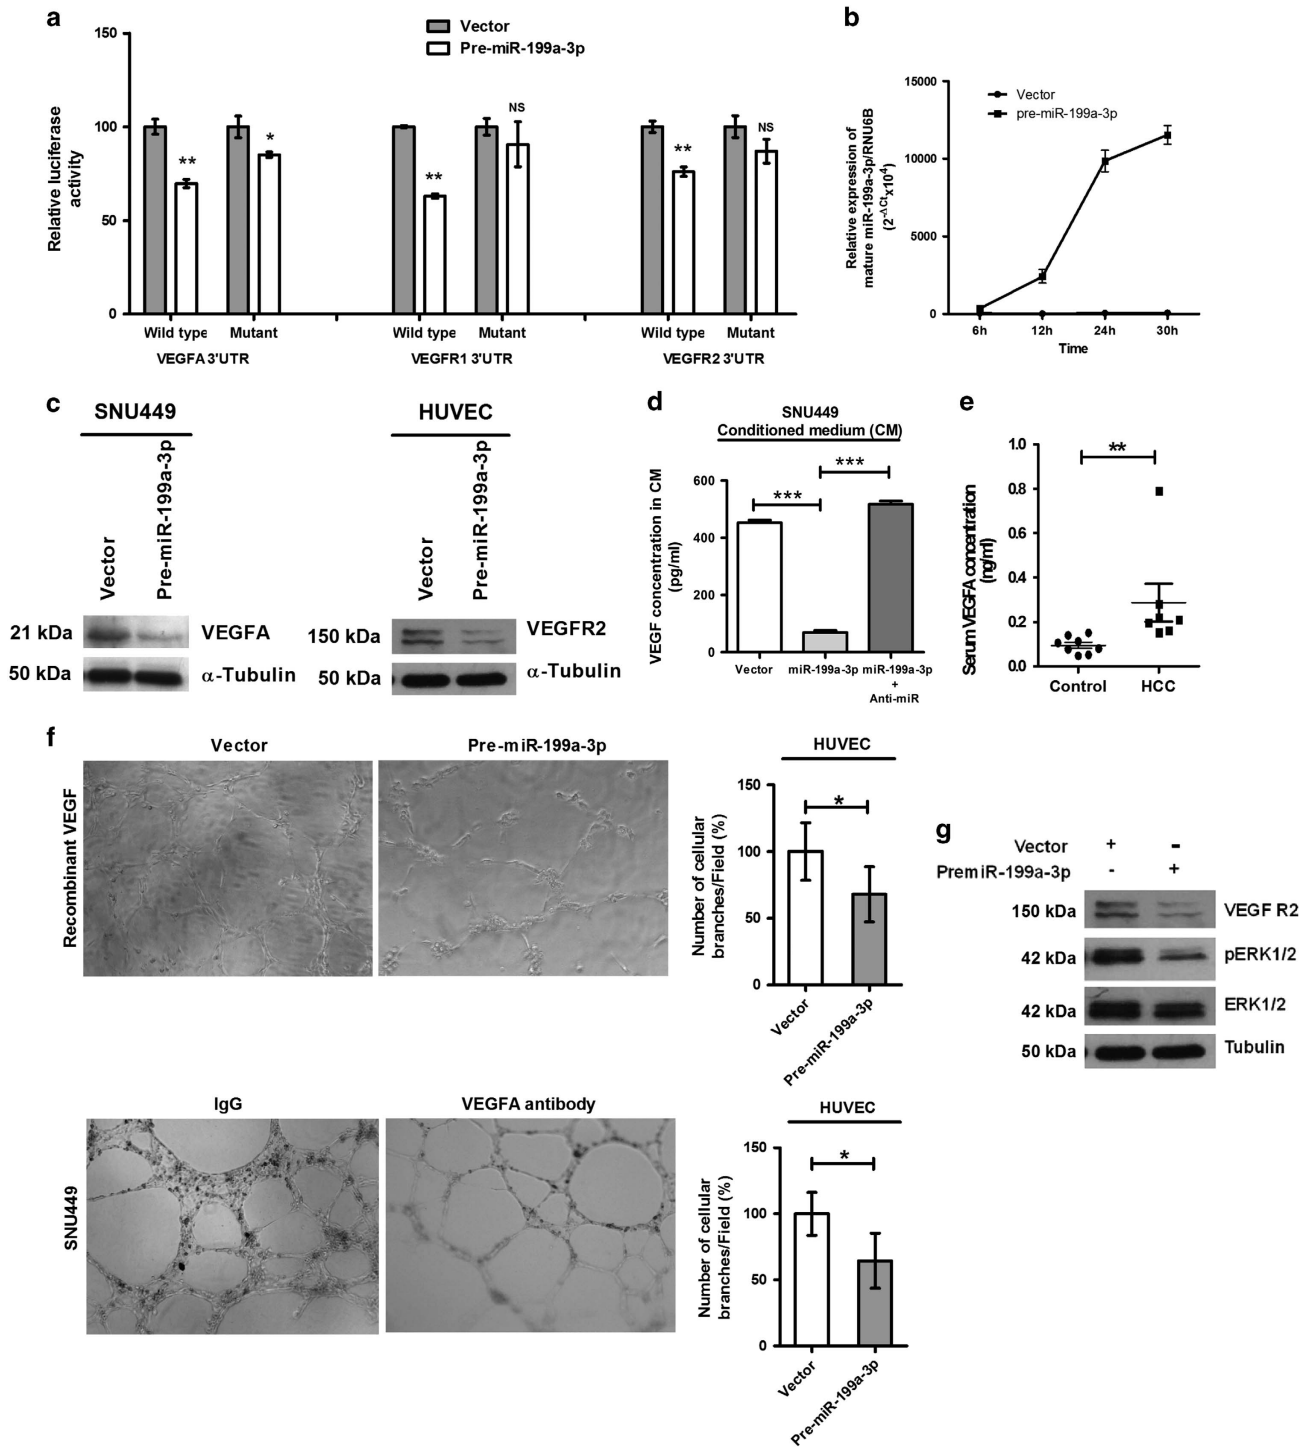 a
150
100
50
0
Relative luciferase
activity
Vector
Pre-miR-199a-3p
**
*
**
NS
**
NS
Wild type
Mutant
Wild type
Mutant
Wild type
Mutant
VEGFA 3'UTR
VEGFR1 3'UTR
VEGFR2 3'UTR
b
15000
10000
5000
0
Relative expression of
mature miR-199a-3p/RNU6B
(2-ΔCtx104)
Vector
pre-miR-199a-3p
6h
12h
24h
30h
Time
c
SNU449
Vector
Pre-miR-199a-3p
21 kDa
VEGFA
50 kDa
α-Tubulin
HUVEC
Vector
Pre-miR-199a-3p
150 kDa
VEGFR2
50 kDa
α-Tubulin
d
SNU449
Conditioned medium (CM)
VEGF concentration in CM
(pg/ml)
600
400
200
0
***
***
Vector
miR-199a-3p
miR-199a-3p
+
Anti-miR
e
Serum VEGFA concentration
(ng/ml)
1.0
0.8
0.6
0.4
0.2
0.0
**
Control
HCC
f
Vector
Pre-miR-199a-3p
Recombinant VEGF
HUVEC
Number of cellular
branches/Field (%)
150
100
50
0
*
Vector
Pre-miR-199a-3p
g
Vector
+
-
PremiR-199a-3p
-
+
150 kDa
VEGF R2
42 kDa
pERK1/2
42 kDa
ERK1/2
50 kDa
Tubulin
IgG
VEGFA antibody
SNU449
HUVEC
Number of cellular
branches/Field (%)
150
100
50
0
*
Vector
Pre-miR-199a-3p